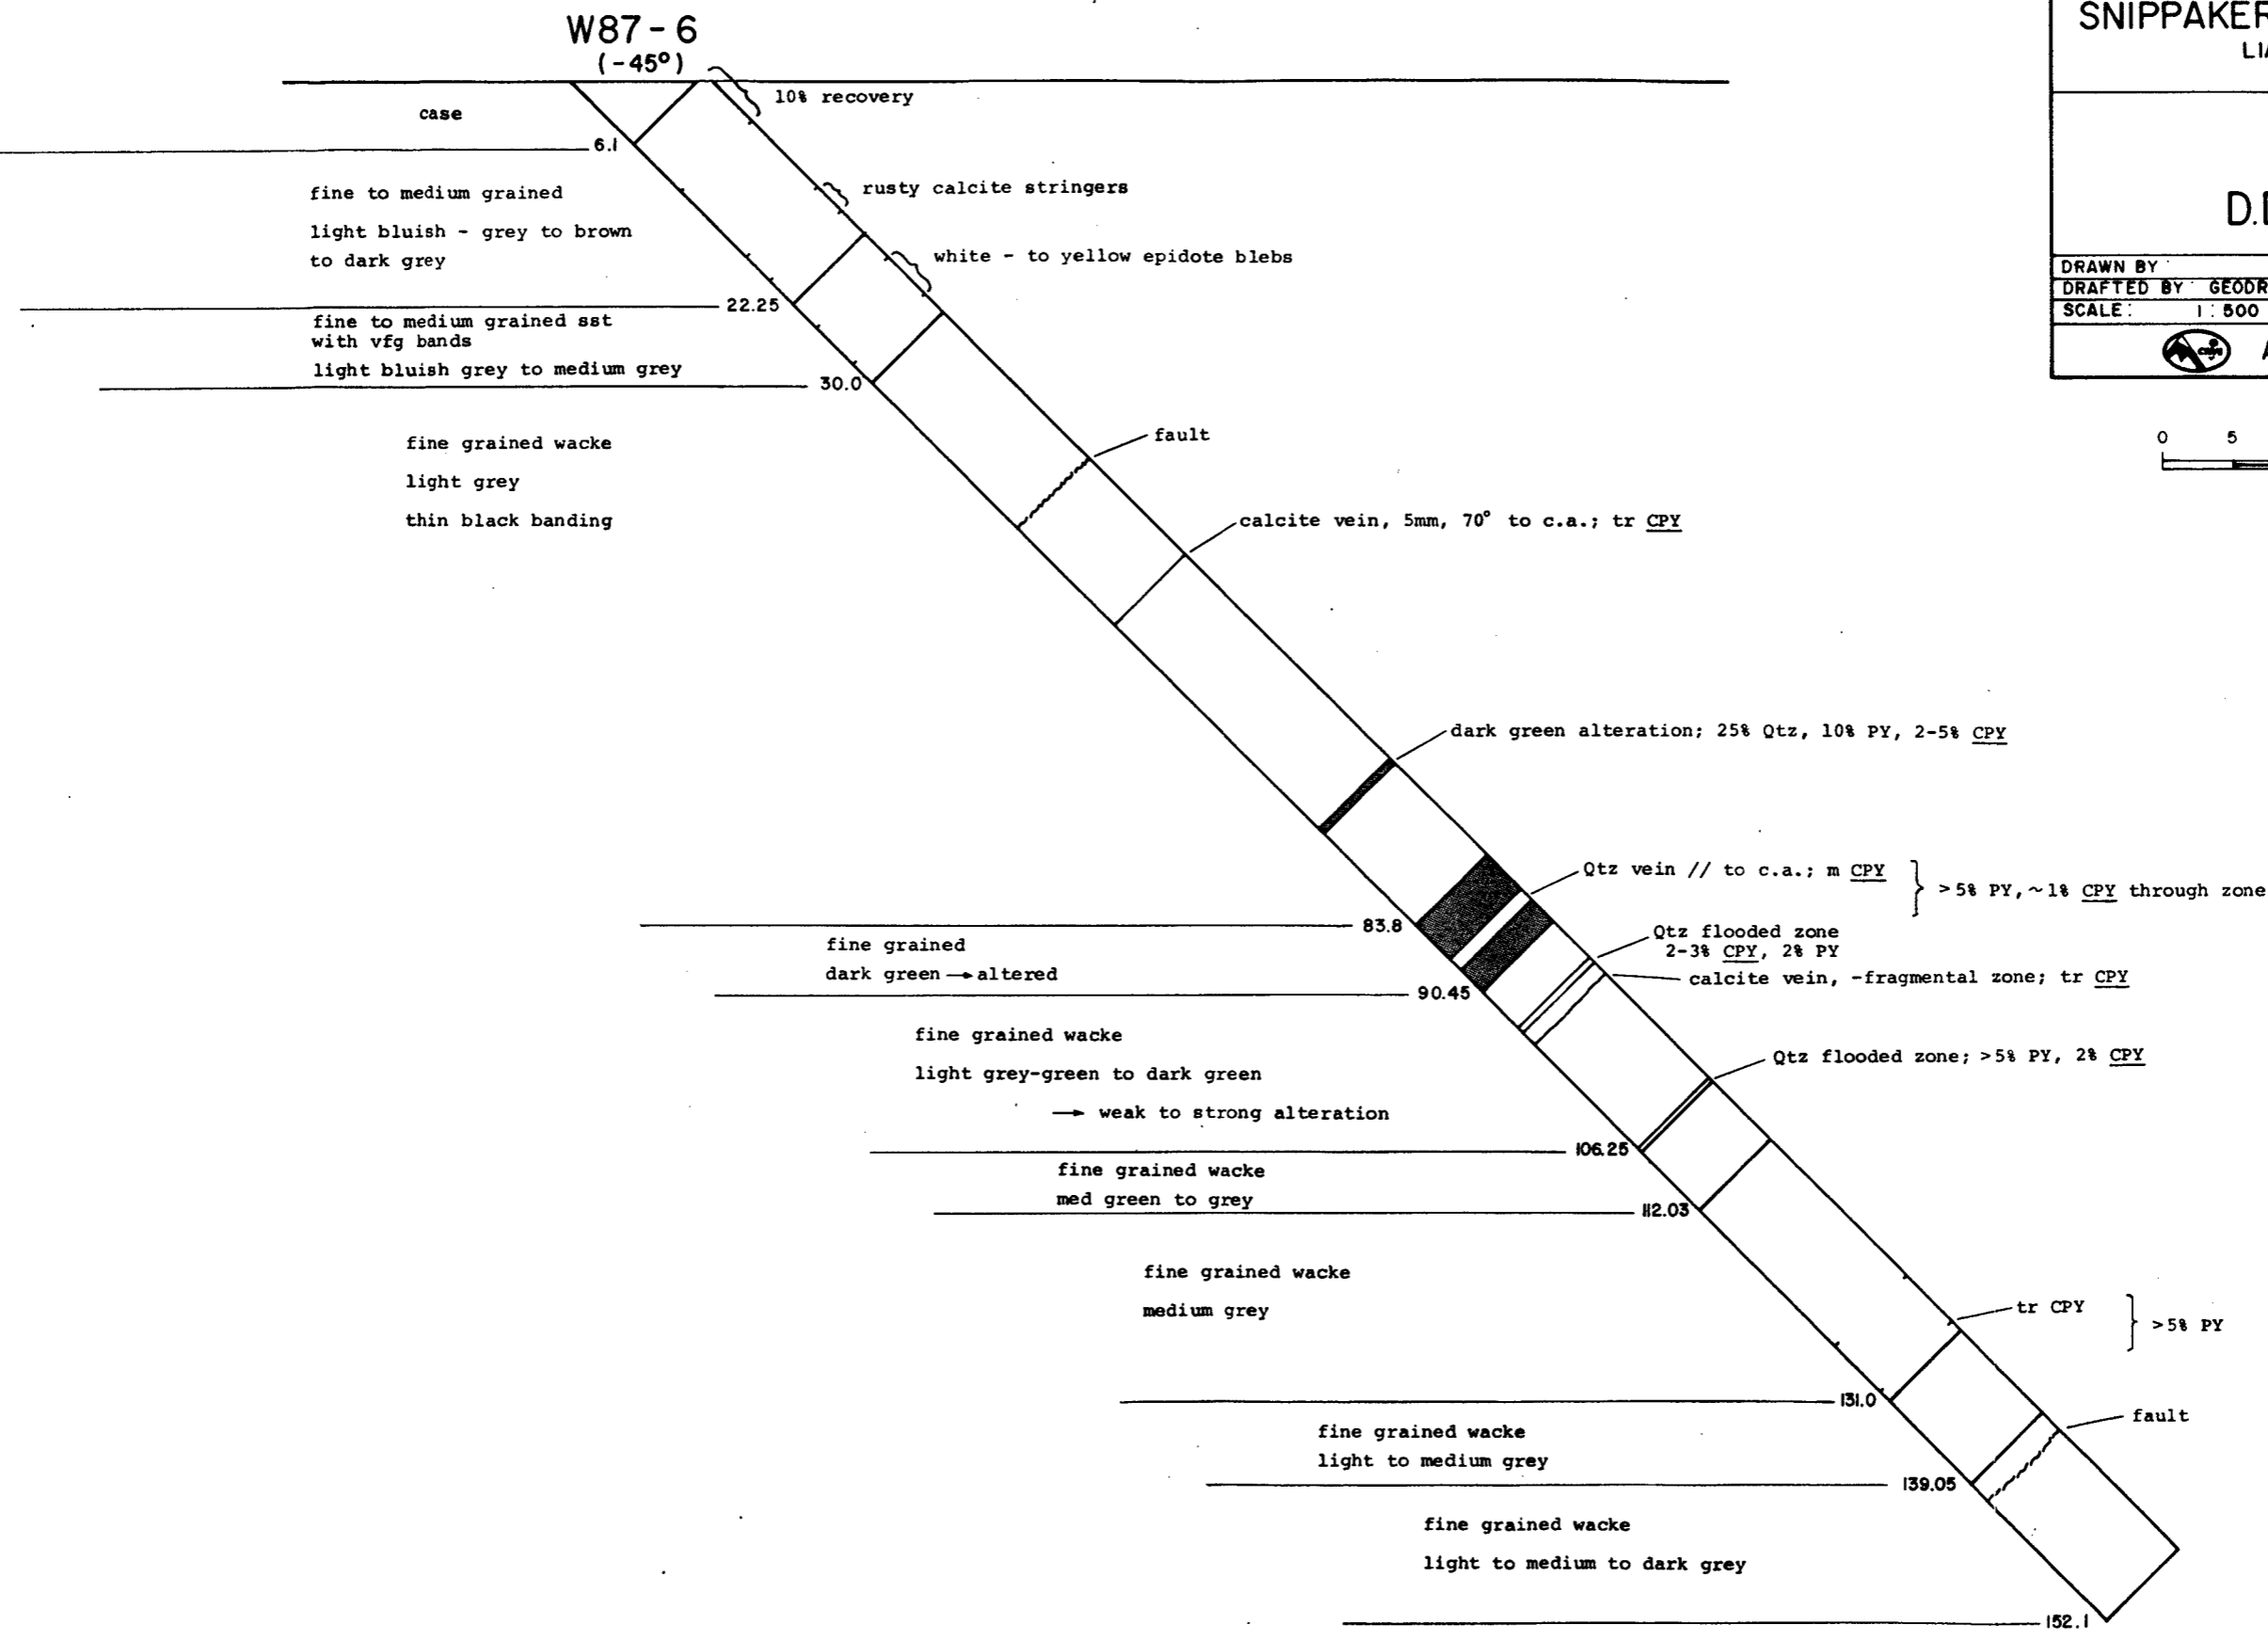 W87-6
(-45°)
10% recovery
case
6.1
fine to medium grained
light bluish - grey to brown
to dark grey
rusty calcite stringers
white - to yellow epidote blebs
22.25
fine to medium grained sst
with vfg bands
light bluish grey to medium grey
30.0
fine grained wacke
light grey
thin black banding
fault
calcite vein, 5mm, 70° to c.a.; tr CPY
dark green alteration; 25% Qtz, 10% PY, 2-5% CPY
Qtz vein // to c.a.; m CPY
>5% PY, ~1% CPY through zone
83.8
fine grained
dark green → altered
90.45
Qtz flooded zone
2-3% CPY, 2% PY
calcite vein, -fragmental zone; tr CPY
fine grained wacke
light grey-green to dark green
→ weak to strong alteration
Qtz flooded zone; >5% PY, 2% CPY
106.25
fine grained wacke
med green to grey
112.03
fine grained wacke
medium grey
tr CPY
>5% PY
131.0
fine grained wacke
light to medium grey
fault
139.05
fine grained wacke
light to medium to dark grey
152.1
SNIPPAKER
DRAWN BY
DRAFTED BY GEODR
SCALE: 1:500
0 5